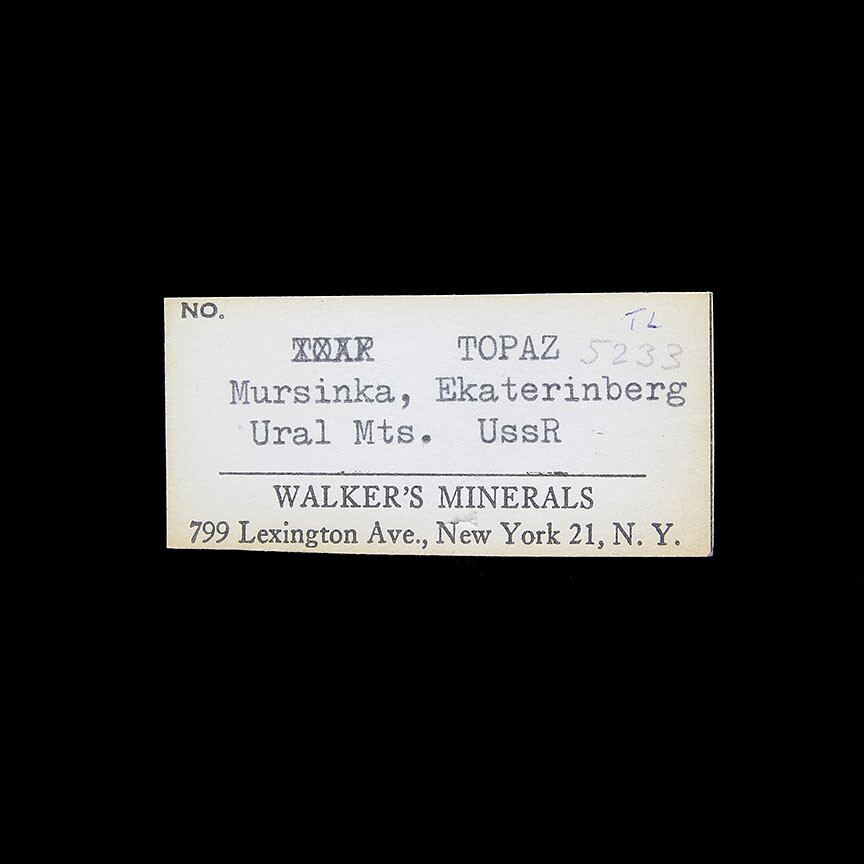 NO.
TL
TOPAZ 5233
Mursinka, Ekaterinberg
Ural Mts. UssR
WALKER'S MINERALS
799 Lexington Ave., New York 21, N. Y.